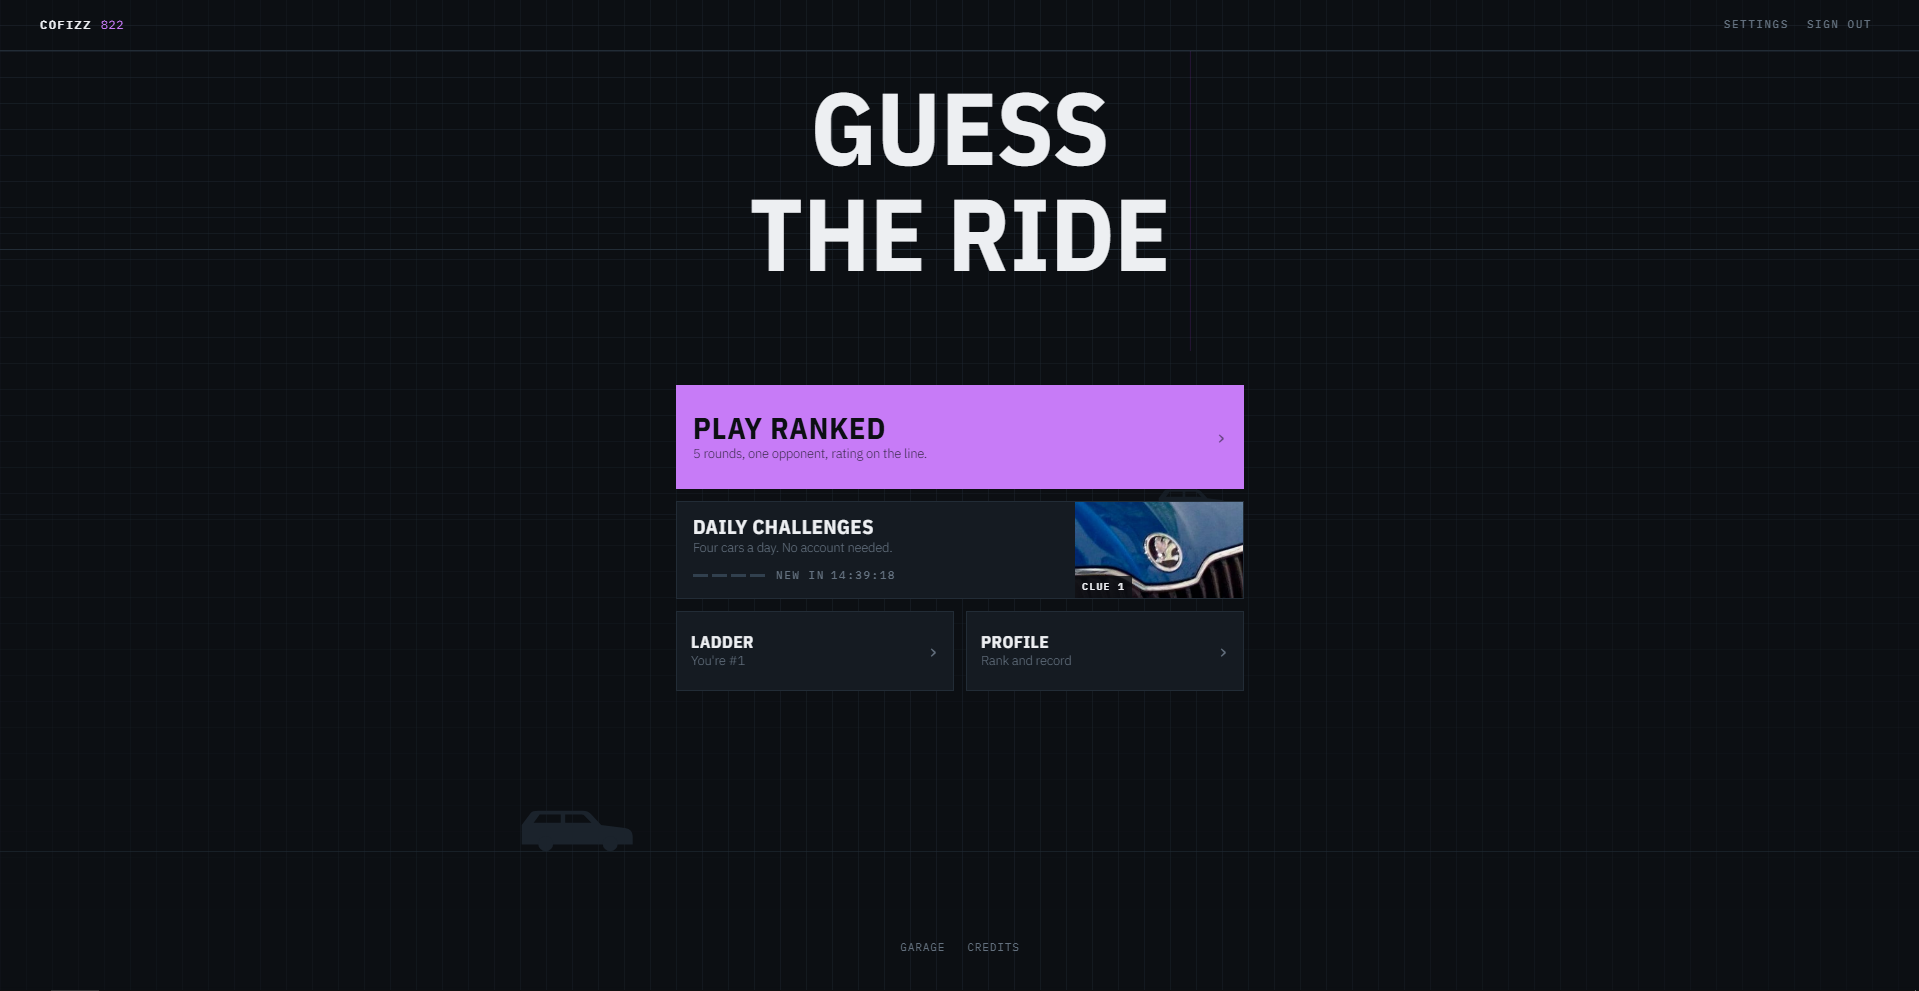 COFIZZ 822
SETTINGS SIGN OUT
GUESS
THE RIDE
PLAY RANKED
5 rounds, one opponent, rating on the line.
DAILY CHALLENGES
Four cars a day. No account needed.
NEW IN 14:39:18
CLUE 1
LADDER
You're #1
PROFILE
Rank and record
GARAGE CREDITS